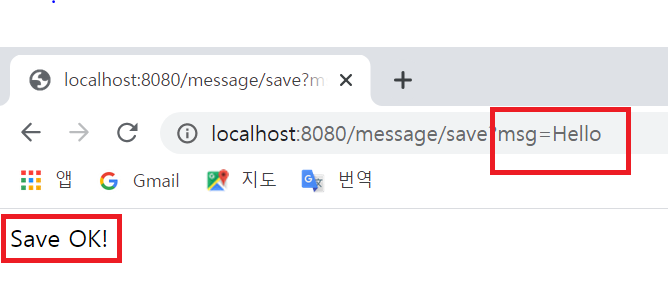 localhost:8080/message/save?m
localhost:8080/message/save?msg=Hello
앱 Gmail 지도 번역
Save OK!